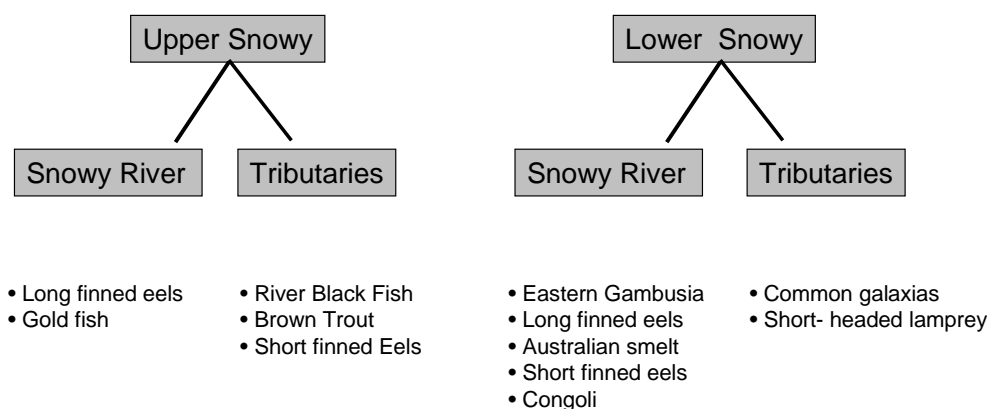 Upper Snowy
Lower Snowy
Snowy River
Tributaries
Snowy River
Tributaries
• Long finned eels
• Gold fish
• River Black Fish
• Brown Trout
• Short finned Eels
• Eastern Gambusia
• Long finned eels
• Australian smelt
• Short finned eels
• Congoli
• Common galaxias
• Short- headed lamprey